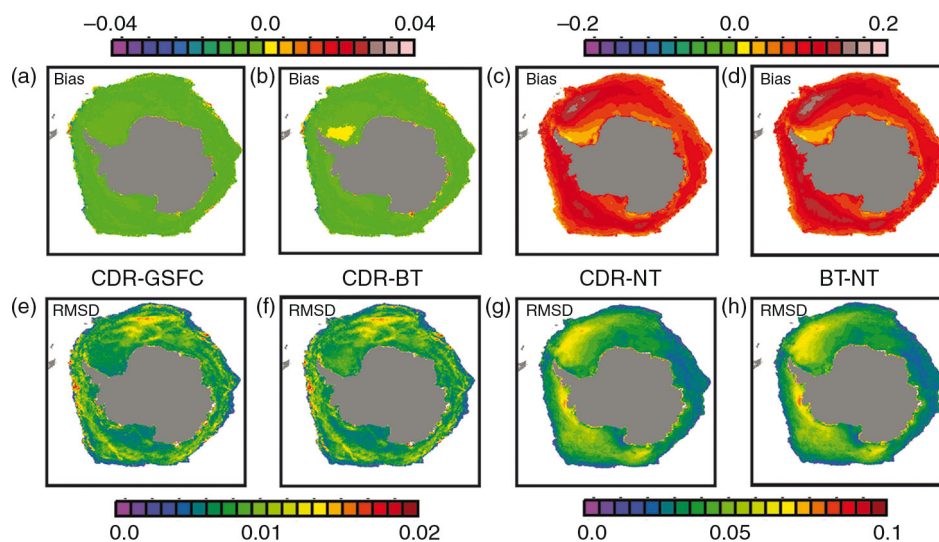 −0.04 0.0 0.04 −0.2 0.0 0.2
(a) Bias (b) Bias (c) Bias (d) Bias
CDR-GSFC CDR-BT CDR-NT BT-NT
(e) RMSD (f) RMSD (g) RMSD (h) RMSD
0.0 0.01 0.02 0.0 0.05 0.1